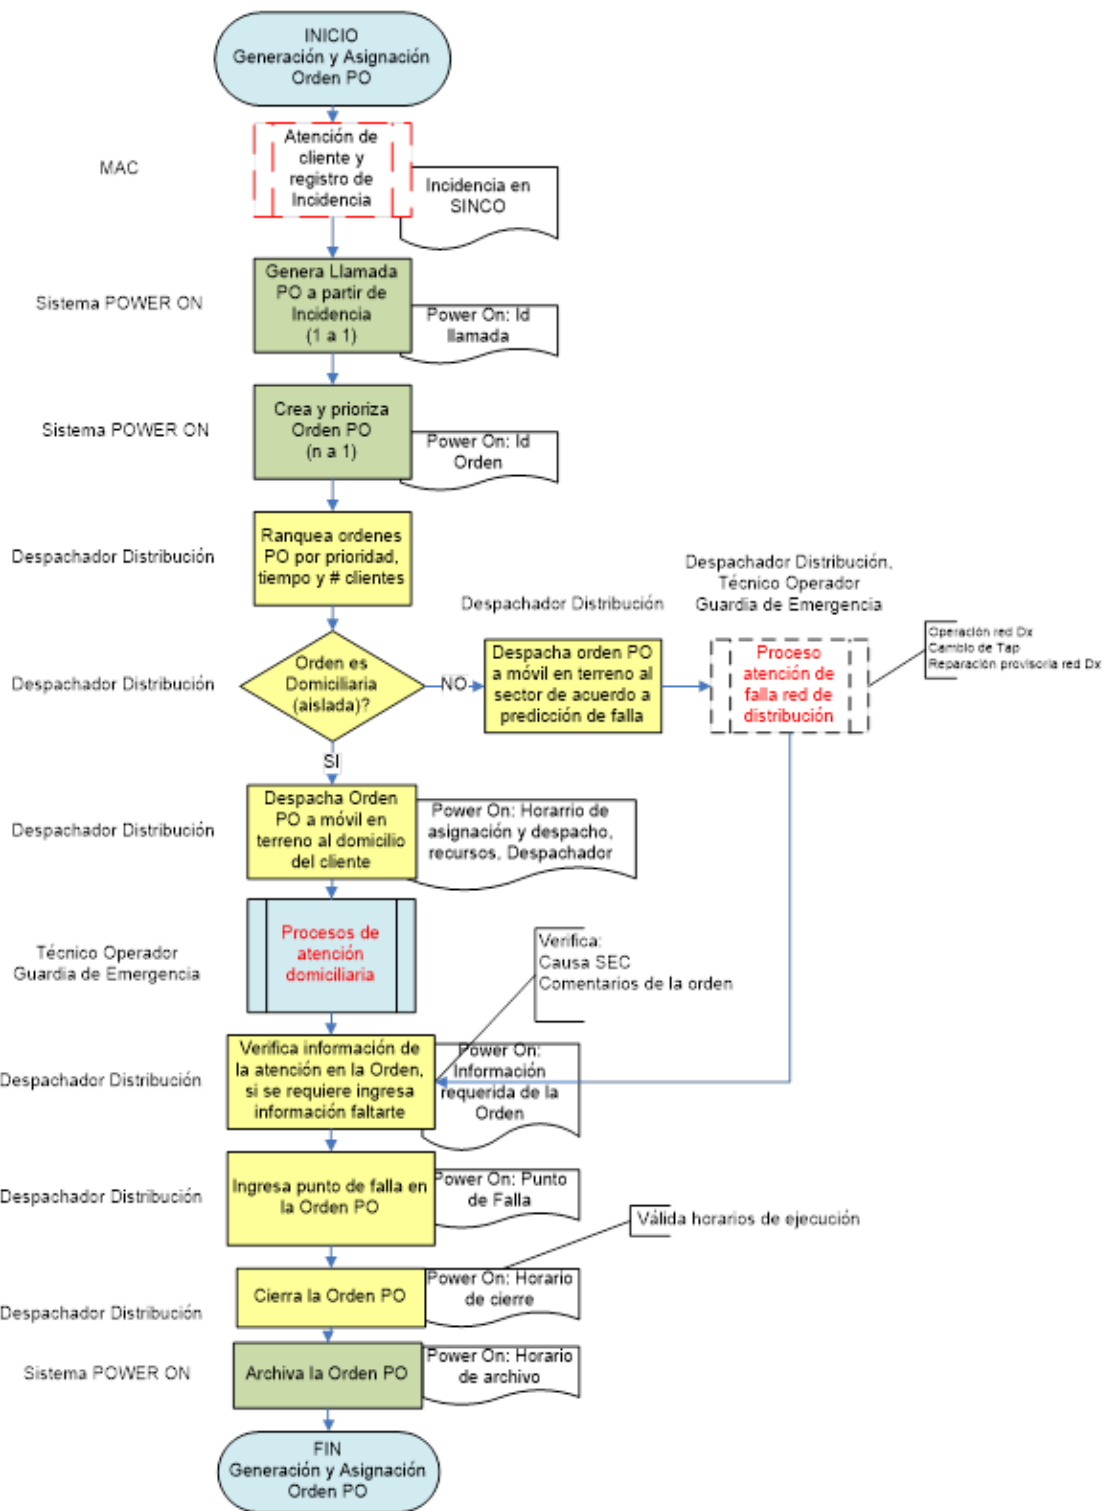 INICIO
Generación y Asignación
Orden PO
MAC
Atención de
cliente y
registro de
Incidencia
Incidencia en
SINCO
Sistema POWER ON
Genera Llamada
PO a partir de
Incidencia
(1 a 1)
Power On: Id
llamada
Sistema POWER ON
Crea y prioriza
Orden PO
(n a 1)
Power On: Id
Orden
Despachador Distribución
Ranquea ordenes
PO por prioridad,
tiempo y # clientes
Despachador Distribución
Orden es
Domiciliaria
(aislada)?
NO
Despachador Distribución
Despacha orden PO
a móvil en terreno al
sector de acuerdo a
predicción de falla
Despachador Distribución,
Técnico Operador
Guardia de Emergencia
Proceso
atención de
falla red de
distribución
Operación red Dx
Cambio de Tap
Reparación provisoria red Dx
SI
Despachador Distribución
Despacha Orden
PO a móvil en
terreno al domicilio
del cliente
Power On: Horarrio de
asignación y despacho,
recursos, Despachador
Técnico Operador
Guardia de Emergencia
Procesos de
atención
domiciliaria
Verifica:
Causa SEC
Comentarios de la orden
Despachador Distribución
Verifica información de
la atención en la Orden,
si se requiere ingresa
información faltarte
Power On:
Información
requerida de la
Orden
Despachador Distribución
Ingresa punto de falla en
la Orden PO
Power On: Punto
de Falla
Válida horarios de ejecución
Despachador Distribución
Cierra la Orden PO
Power On: Horario
de cierre
Sistema POWER ON
Archiva la Orden PO
Power On: Horario
de archivo
FIN
Generación y Asignación
Orden PO